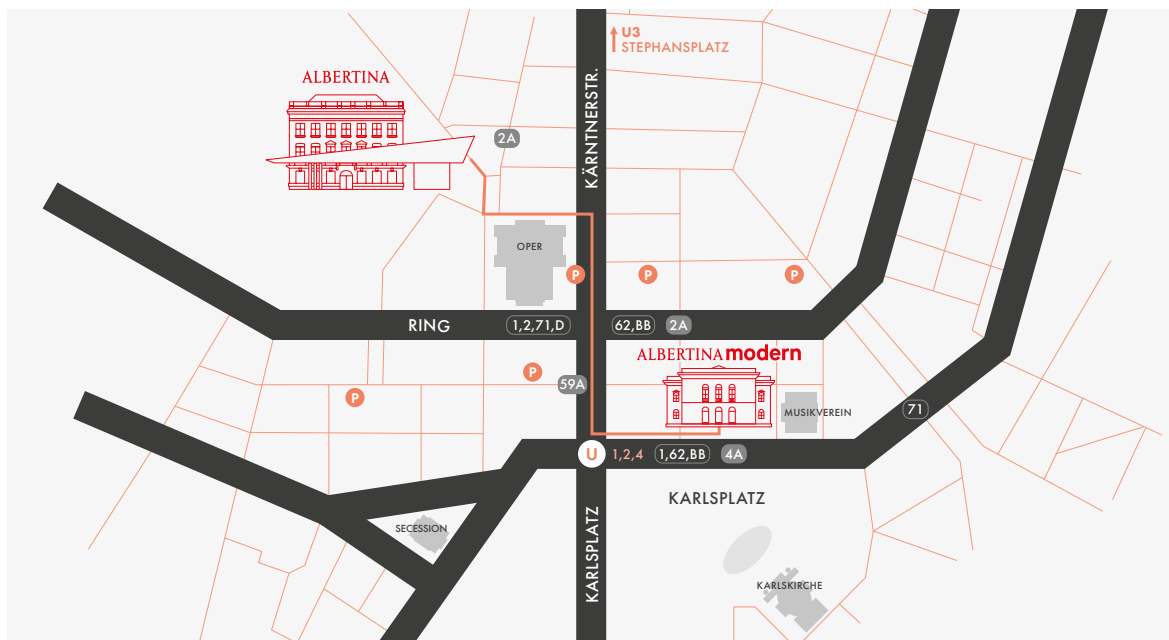 U3
STEPHANSPLATZ
ALBERTINA
KÄRNTNERSTR.
2A
OPER
P
P
P
RING
1,2,71,D
62,BB
2A
ALBERTINA modern
P
59A
P
MUSIKVEREIN
71
U
1,2,4
1,62,BB
4A
KARLSPLATZ
SECESSION
KARLSPLATZ
KARLSKIRCHE